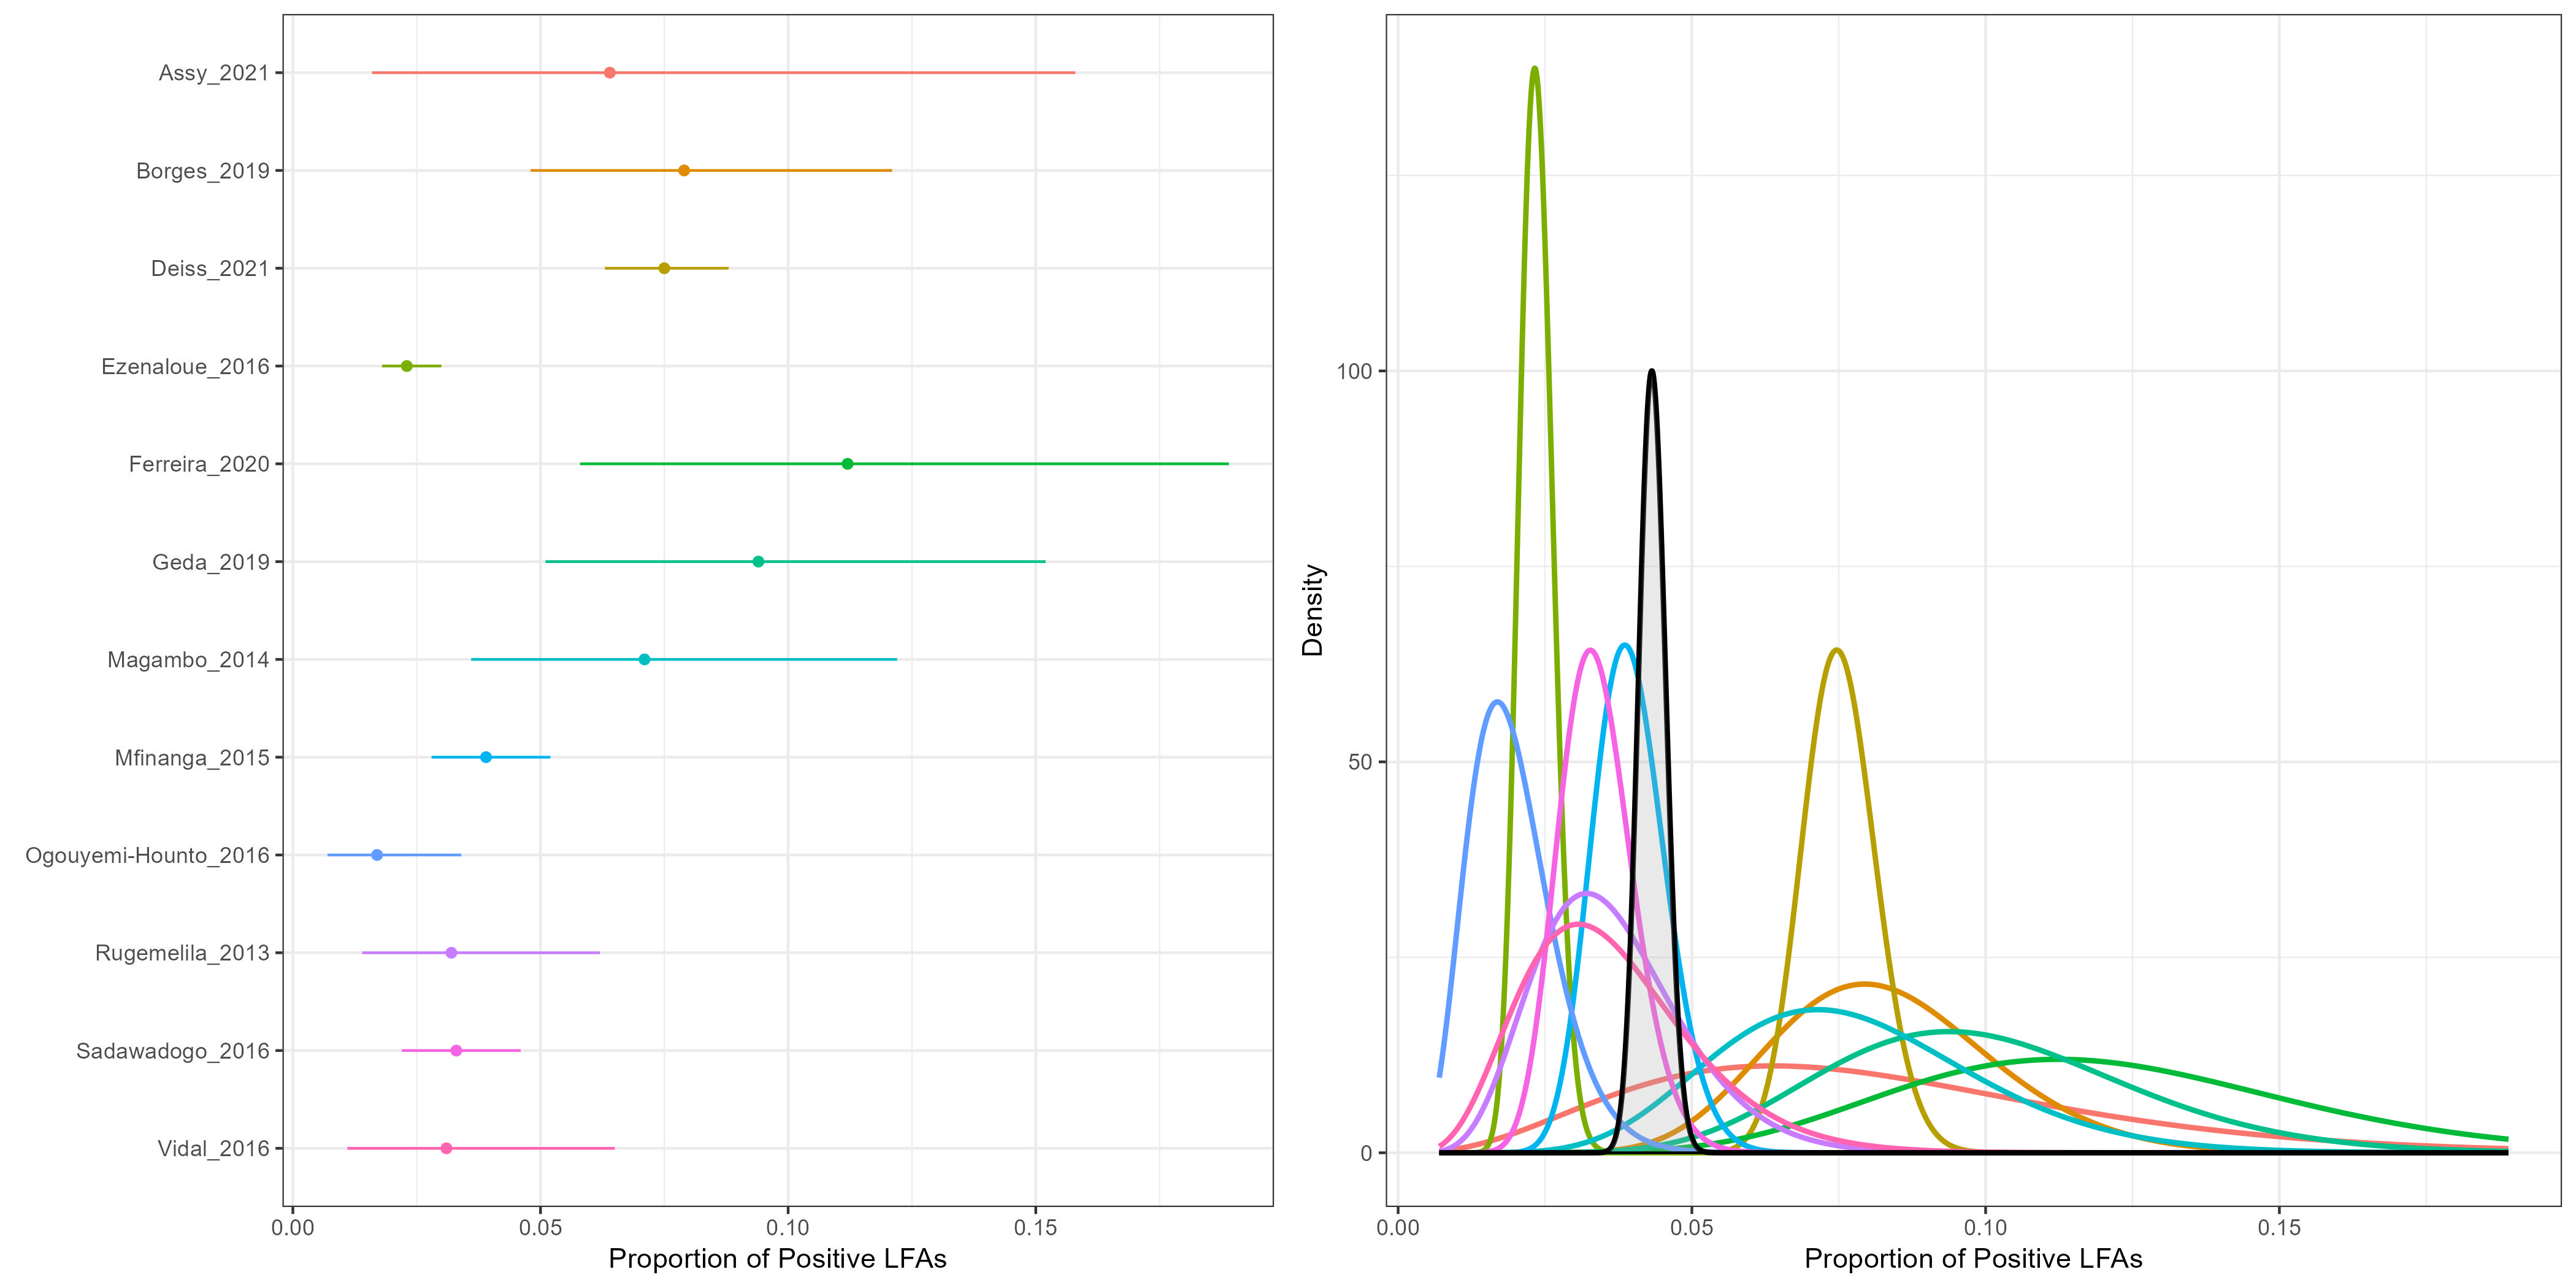 Assy_2021
Borges_2019
Deiss_2021
Ezenaloue_2016
Ferreira_2020
Geda_2019
Magambo_2014
Mfinanga_2015
Ogouyemi-Hounto_2016
Rugemelila_2013
Sadawadogo_2016
Vidal_2016
0.00 0.05 0.10 0.15
Proportion of Positive LFAs
Density
100
50
0
0.00 0.05 0.10 0.15
Proportion of Positive LFAs